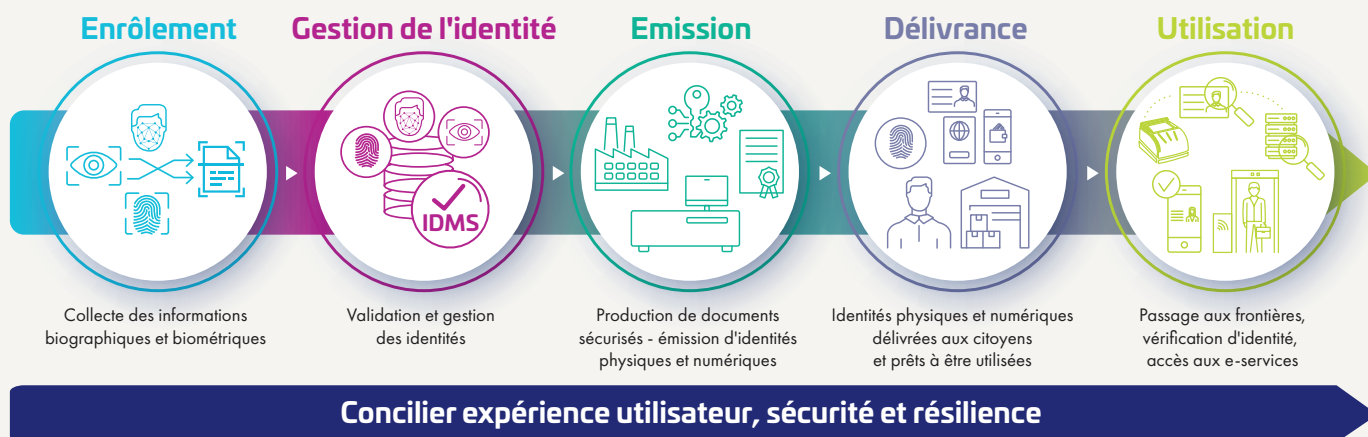 Enrôlement
Gestion de l'identité
Emission
Délivrance
Utilisation
IDMS
Collecte des informations
biographiques et biométriques
Validation et gestion
des identités
Production de documents
sécurisés - émission d'identités
physiques et numériques
Identités physiques et numériques
délivrées aux citoyens
et prêts à être utilisées
Passage aux frontières,
vérification d'identité,
accès aux e-services
Concilier expérience utilisateur, sécurité et résilience